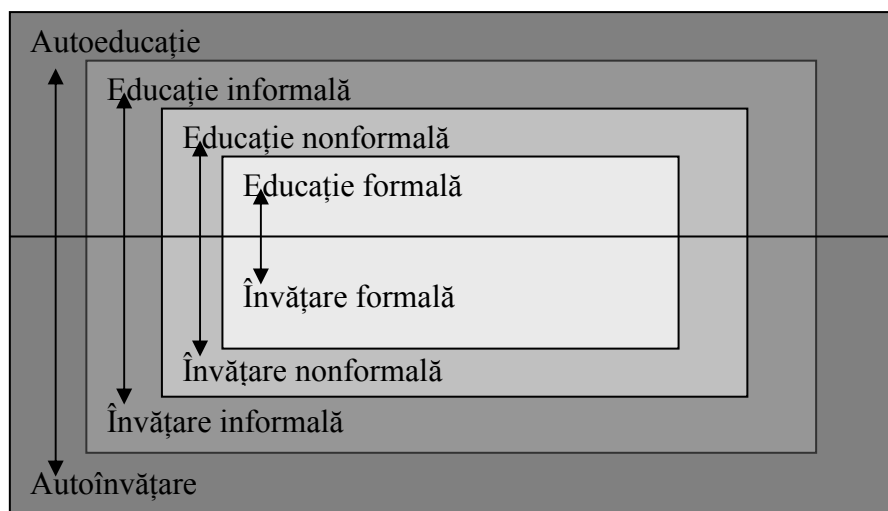 Autoeducație
Educație informală
Educație nonformală
Educație formală
Învățare formală
Învățare nonformală
Învățare informală
Autoînvățare